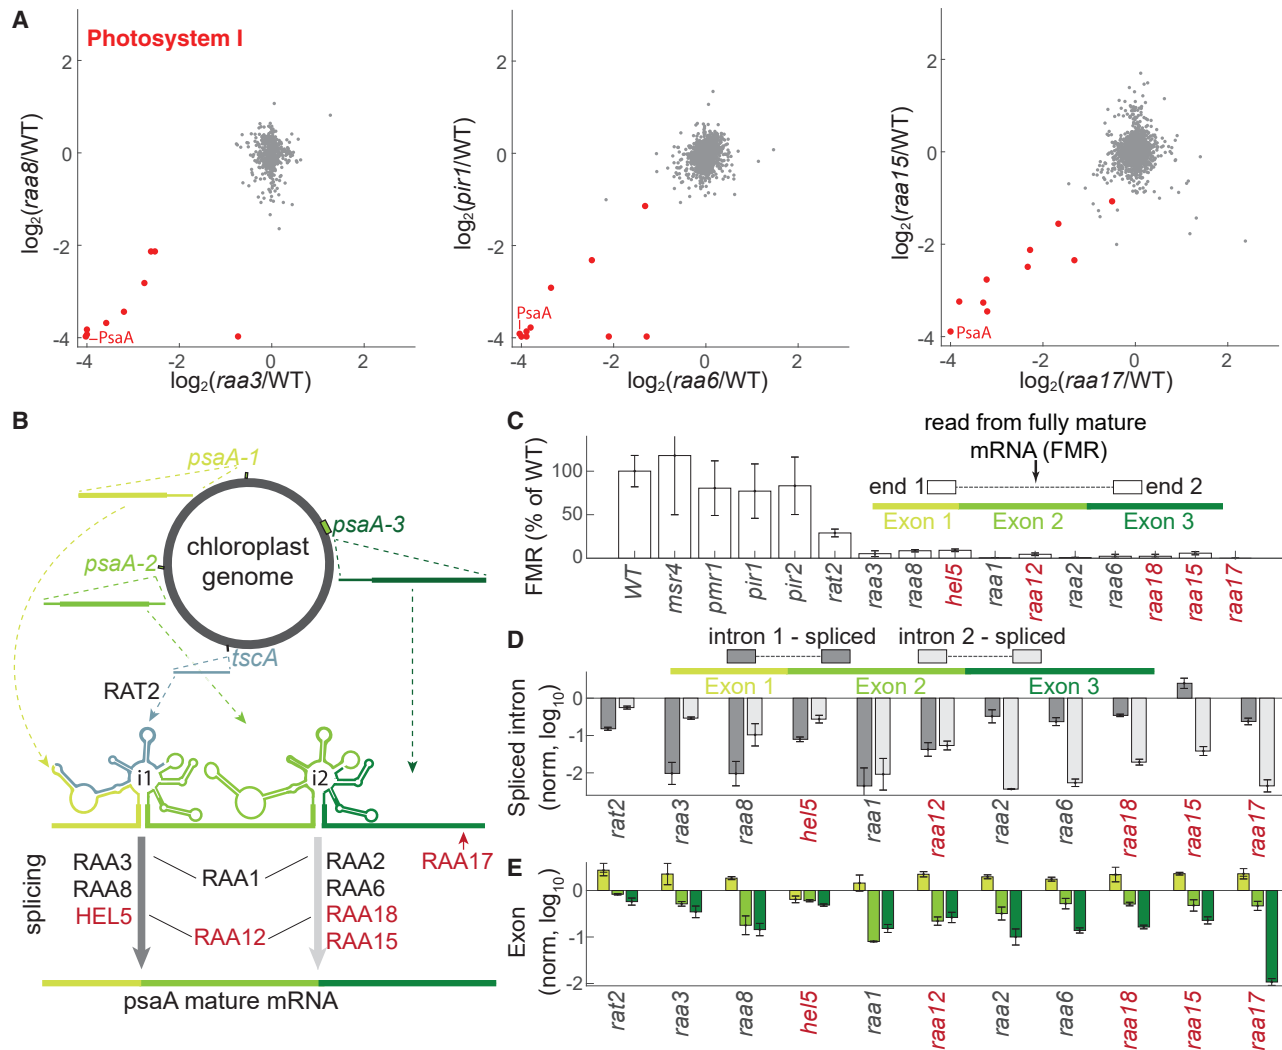 A
Photosystem I
2
0
-2
-4
-4
-2
0
2
log2(raa8/WT)
log2(raa3/WT)
PsaA
2
0
-2
-4
-4
-2
0
2
log2(pir1/WT)
log2(raa6/WT)
PsaA
2
0
-2
-4
-4
-2
0
2
log2(raa15/WT)
log2(raa17/WT)
PsaA
B
psaA-1
psaA-3
psaA-2
chloroplast
genome
tscA
RAT2
i1
i2
splicing
RAA3
RAA8
HEL5
RAA1
RAA12
RAA2
RAA6
RAA18
RAA15
RAA17
psaA mature mRNA
C
read from fully mature
mRNA (FMR)
end 1
end 2
Exon 1
Exon 2
Exon 3
FMR (% of WT)
100
50
0
WT
msr4
pmr1
pir1
pir2
rat2
raa3
raa8
hel5
raa1
raa12
raa2
raa6
raa18
raa15
raa17
D
intron 1 - spliced
intron 2 - spliced
Exon 1
Exon 2
Exon 3
Spliced intron
(norm, log10)
0
-1
-2
rat2
raa3
raa8
hel5
raa1
raa12
raa2
raa6
raa18
raa15
raa17
E
Exon
(norm, log10)
0
-1
-2
rat2
raa3
raa8
hel5
raa1
raa12
raa2
raa6
raa18
raa15
raa17